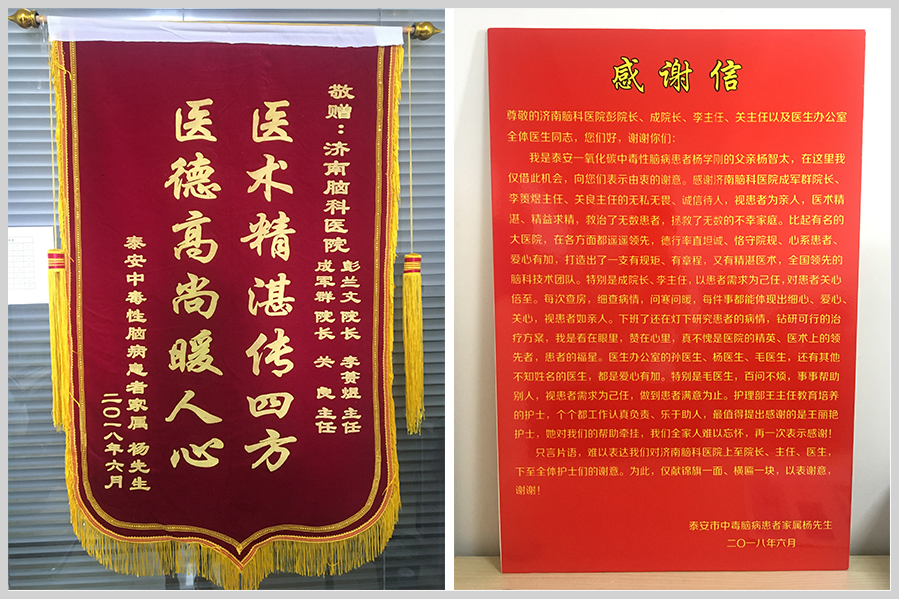 敬赠：济南脑科医院
彭兰文院长 李蒉煜主任
成军群院长 关良主任
医术精湛传四方
医德高尚暖人心
泰安中毒性脑病患者家属 杨先生
二〇一八年六月
感谢信
尊敬的济南脑科医院彭院长、成院长、李主任、关主任以及医生办公室
全体医生同志，您们好，谢谢你们：
我是泰安一氧化碳中毒性脑病患者杨学刚的父亲杨智太，在这里我
仅借此机会，向您们表示由衷的谢意。感谢济南脑科医院成军群院长、
李箦煜主任、关良主任的无私无畏、诚信待人，视患者为亲人，医术精
湛、精益求精，救治了无数患者，拯救了无数的不幸家庭。比起有名的
大医院，在各方面都遥遥领先，德行率直坦诚、恪守院规、心系患者、
爱心有加，打造出了一支有规矩、有章程，又有精湛医术，全国领先的
脑科技术团队。特别是成院长、李主任，以患者需求为己任，对患者关心
倍至。每次查房，细查病情，问寒问暖，每件事都能体现出细心、爱心、
关心，视患者如亲人。下班了还在灯下研究患者的病情，钻研可行的治
疗方案，我是看在眼里，赞在心里，真不愧是医院的精英、医术上的领
先者，患者的福星。医生办公室的孙医生、杨医生、毛医生，还有其他
不知姓名的医生，都是爱心有加。特别是毛医生，百问不烦，事事帮助
别人，视患者需求为己任，做到患者满意为止。护理部王主任教育培养
的护士，个个都工作认真负责、乐于助人，最值得提出感谢的是王丽艳
护士，她对我们的帮助牵挂，我们全家人难以忘怀，再一次表示感谢！
只言片语，难以表达我们对济南脑科医院上至院长、主任、医生，
下至全体护士们的谢意。为此，仅献锦旗一面、横匾一块，以表谢意，
谢谢！
泰安市中毒脑病患者家属杨先生
二〇一八年六月